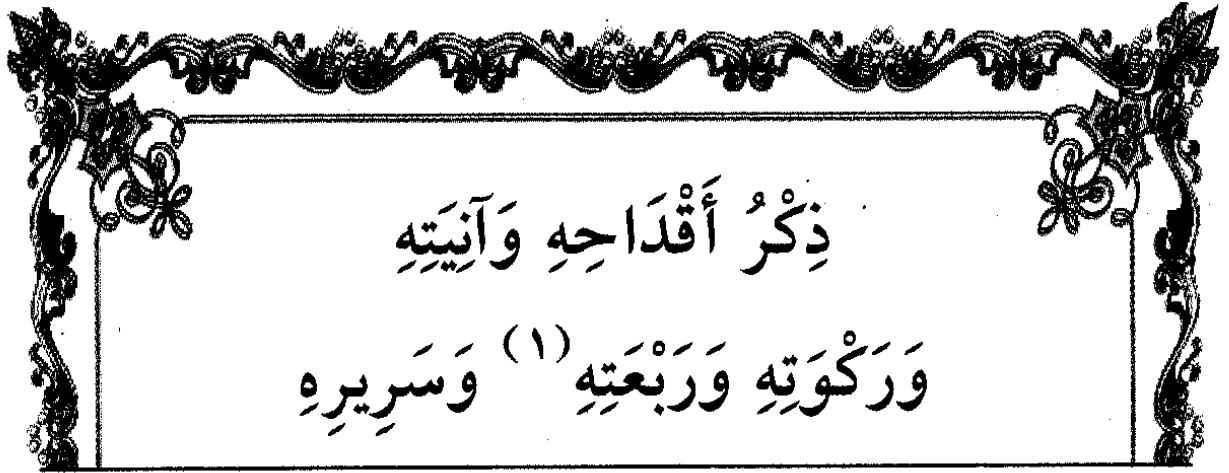 ذِكْرُ أَقْدَاحِهِ وَآنِيَتِهِ
وَرَكْوَتِهِ وَرَبْعَتِهِ (١) وَسَرِيرِهِ